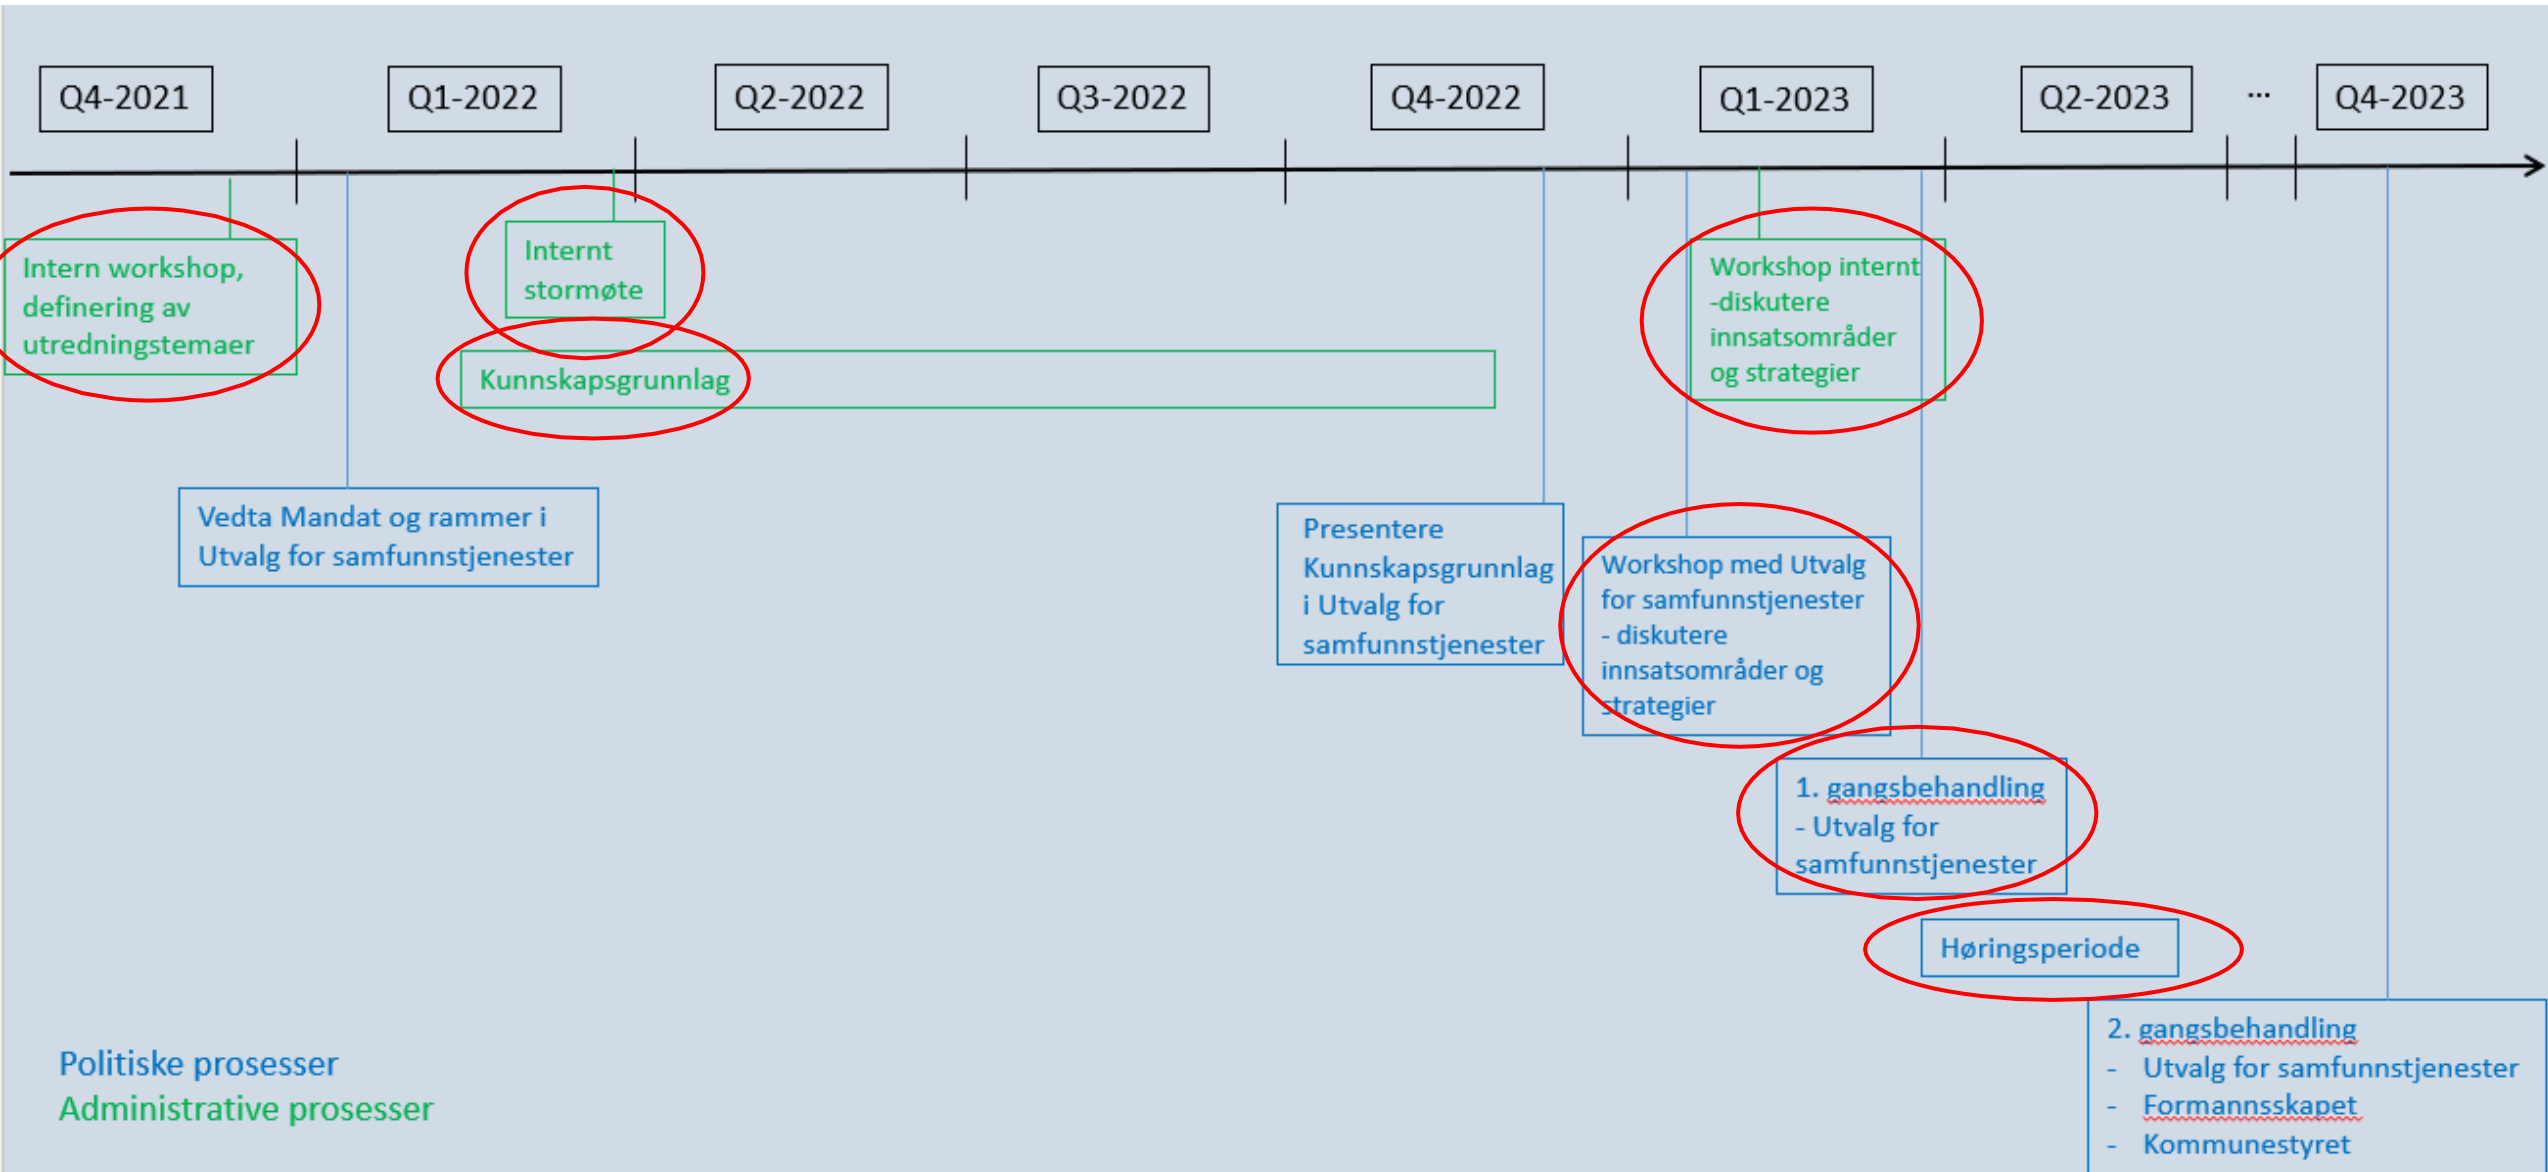 Q4-2021
Q1-2022
Q2-2022
Q3-2022
Q4-2022
Q1-2023
Q2-2023
...
Q4-2023
Intern workshop,
definering av
utredningstemaer
Internt
stormøte
Kunnskapsgrunnlag
Workshop internt
-diskutere
innsatsområder
og strategier
Vedta Mandat og rammer i
Utvalg for samfunnstjenester
Presentere
Kunnskapsgrunnlag
i Utvalg for
samfunnstjenester
Workshop med Utvalg
for samfunnstjenester
- diskutere
innsatsområder og
strategier
1. gangsbehandling
- Utvalg for
samfunnstjenester
Høringsperiode
2. gangsbehandling
- Utvalg for samfunnstjenester
- Formannsskapet
- Kommunestyret
Politiske prosesser
Administrative prosesser